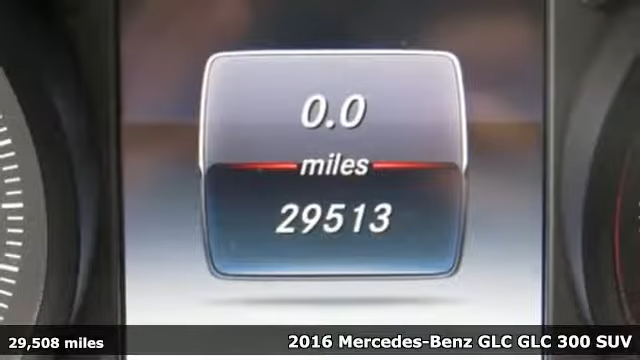 0.0
miles
29513
29,508 miles
2016 Mercedes-Benz GLC GLC 300 SUV